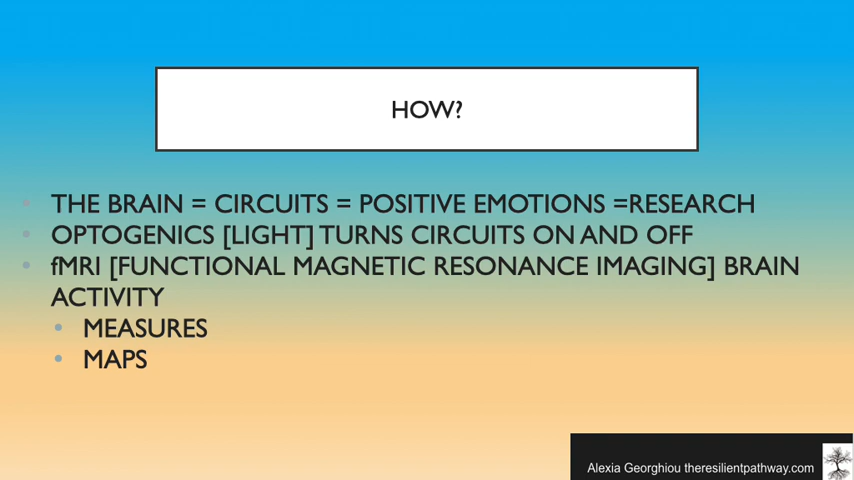 HOW?
THE BRAIN = CIRCUITS = POSITIVE EMOTIONS =RESEARCH
OPTOGENICS [LIGHT] TURNS CIRCUITS ON AND OFF
fMRI [FUNCTIONAL MAGNETIC RESONANCE IMAGING] BRAIN
ACTIVITY
MEASURES
MAPS
Alexia Georghiou theresilientpathway.com